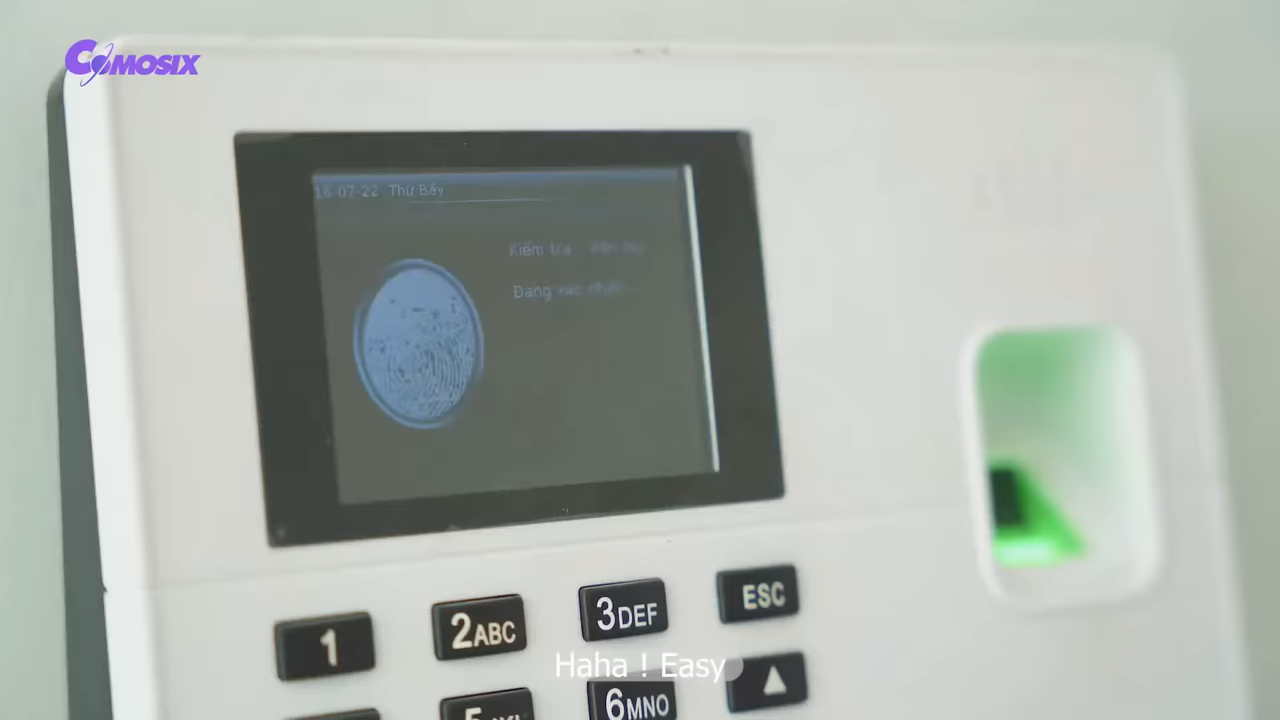 COMOSIX
16-07-22 Thứ Bảy
Kiểm tra
Đang xác nhận
1
2ABC
3DEF
ESC
Haha ! Easy
6MNO
▲